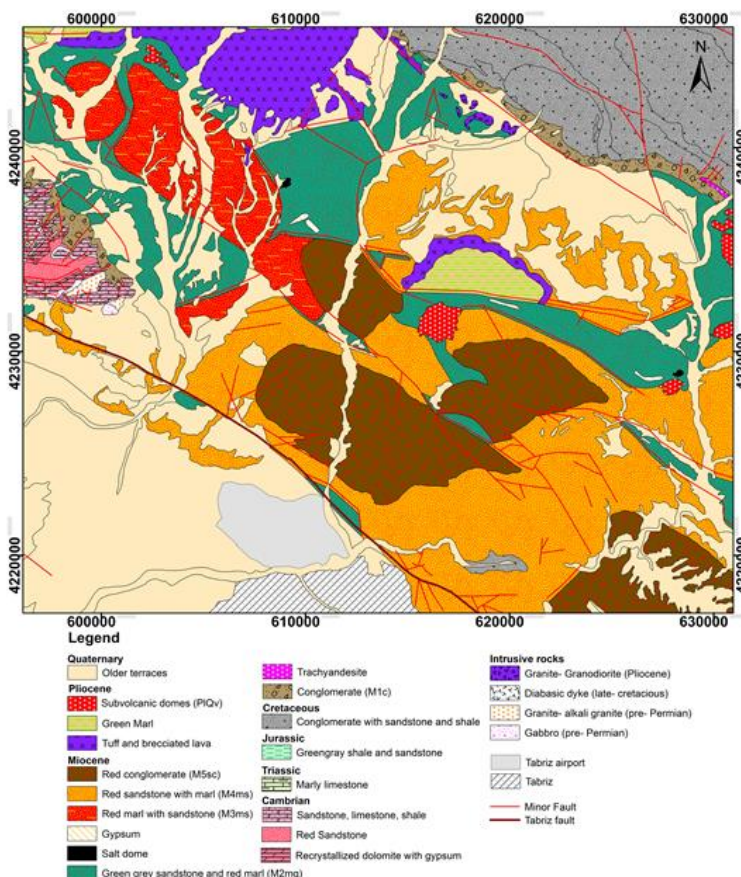 600000 610000 620000 630000
N
4240000 4240000
4230000 4230000
4220000 4220000
600000 610000 620000 630000
Legend
Quaternary
Older terraces
Pliocene
Subvolcanic domes (PlQv)
Green Marl
Tuff and brecciated lava
Miocene
Red conglomerate (M5sc)
Red sandstone with marl (M4ms)
Red marl with sandstone (M3ms)
Gypsum
Salt dome
Green grey sandstone and red marl (M2mg)
Trachyandesite
Conglomerate (M1c)
Cretaceous
Conglomerate with sandstone and shale
Jurassic
Greengray shale and sandstone
Triassic
Marly limestone
Cambrian
Sandstone, limestone, shale
Red Sandstone
Recrystallized dolomite with gypsum
Intrusive rocks
Granite- Granodiorite (Pliocene)
Diabasic dyke (late- cretacious)
Granite- alkali granite (pre- Permian)
Gabbro (pre- Permian)
Tabriz airport
Tabriz
Minor Fault
Tabriz fault